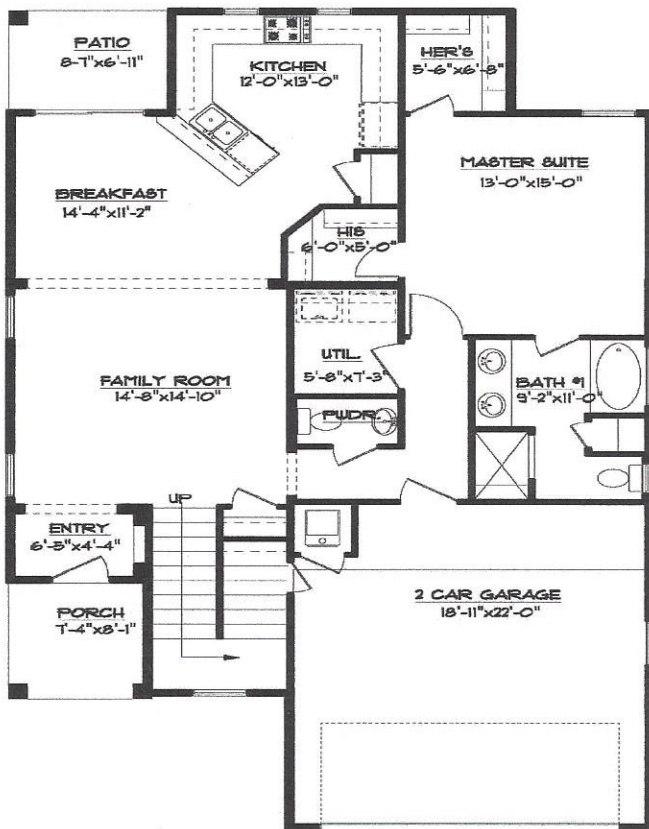 PATIO
8'-7"x6'-11"
KITCHEN
12'-0"x13'-0"
HER'S
5'-6"x6'-8"
BREAKFAST
14'-4"x11'-2"
MASTER SUITE
13'-0"x15'-0"
HIS
6'-0"x5'-0"
UTIL.
5'-8"x7'-3"
FAMILY ROOM
14'-8"x14'-10"
BATH #1
9'-2"x11'-0"
PWDR.
UP
ENTRY
6'-5"x4'-4"
PORCH
7'-4"x8'-1"
2 CAR GARAGE
18'-11"x22'-0"